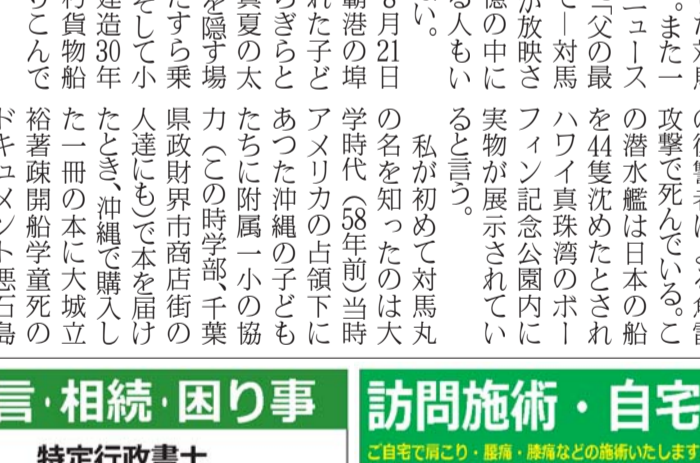 。また一
ニュース
「父の最
て―対馬
が放映さ
憶の中に
る人もい
い。
8月21日
覇港の埠
れた子ど
らぎらと
真夏の太
を隠す場
たすら乗
そして小
建造30年
行貨物船
りこんで
攻撃で死んでいる。こ
の潜水艦は日本の船
を44隻沈めたとされ
ハワイ真珠湾のボー
フィン記念公園内に
実物が展示されてい
ると言う。
私が初めて対馬丸
の名を知ったのは大
学時代(58年前)当時
アメリカの占領下に
あつた沖縄の子ども
たちに附属一小の協
力(この時学部、千葉
県政財界市商店街の
人達にも)で本を届け
たとき、沖縄で購入し
た一冊の本に大城立
裕著疎開船学童死の
ドキュメント悪石島
言・相続・困り事
特定行政書士
訪問施術・自宅
ご自宅で肩こり・腰痛・膝痛などの施術いたします